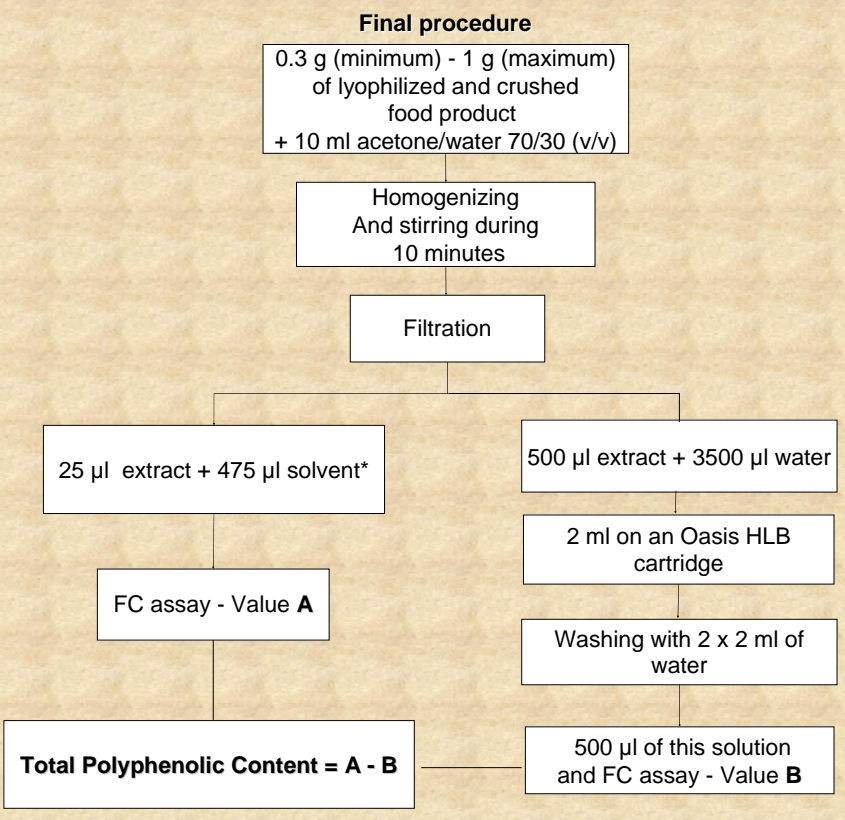 Final procedure
0.3 g (minimum) - 1 g (maximum)
of lyophilized and crushed
food product
+ 10 ml acetone/water 70/30 (v/v)
Homogenizing
And stirring during
10 minutes
Filtration
25 µl extract + 475 µl solvent*
FC assay - Value A
500 µl extract + 3500 µl water
2 ml on an Oasis HLB
cartridge
Washing with 2 x 2 ml of
water
500 µl of this solution
and FC assay - Value B
Total Polyphenolic Content = A - B